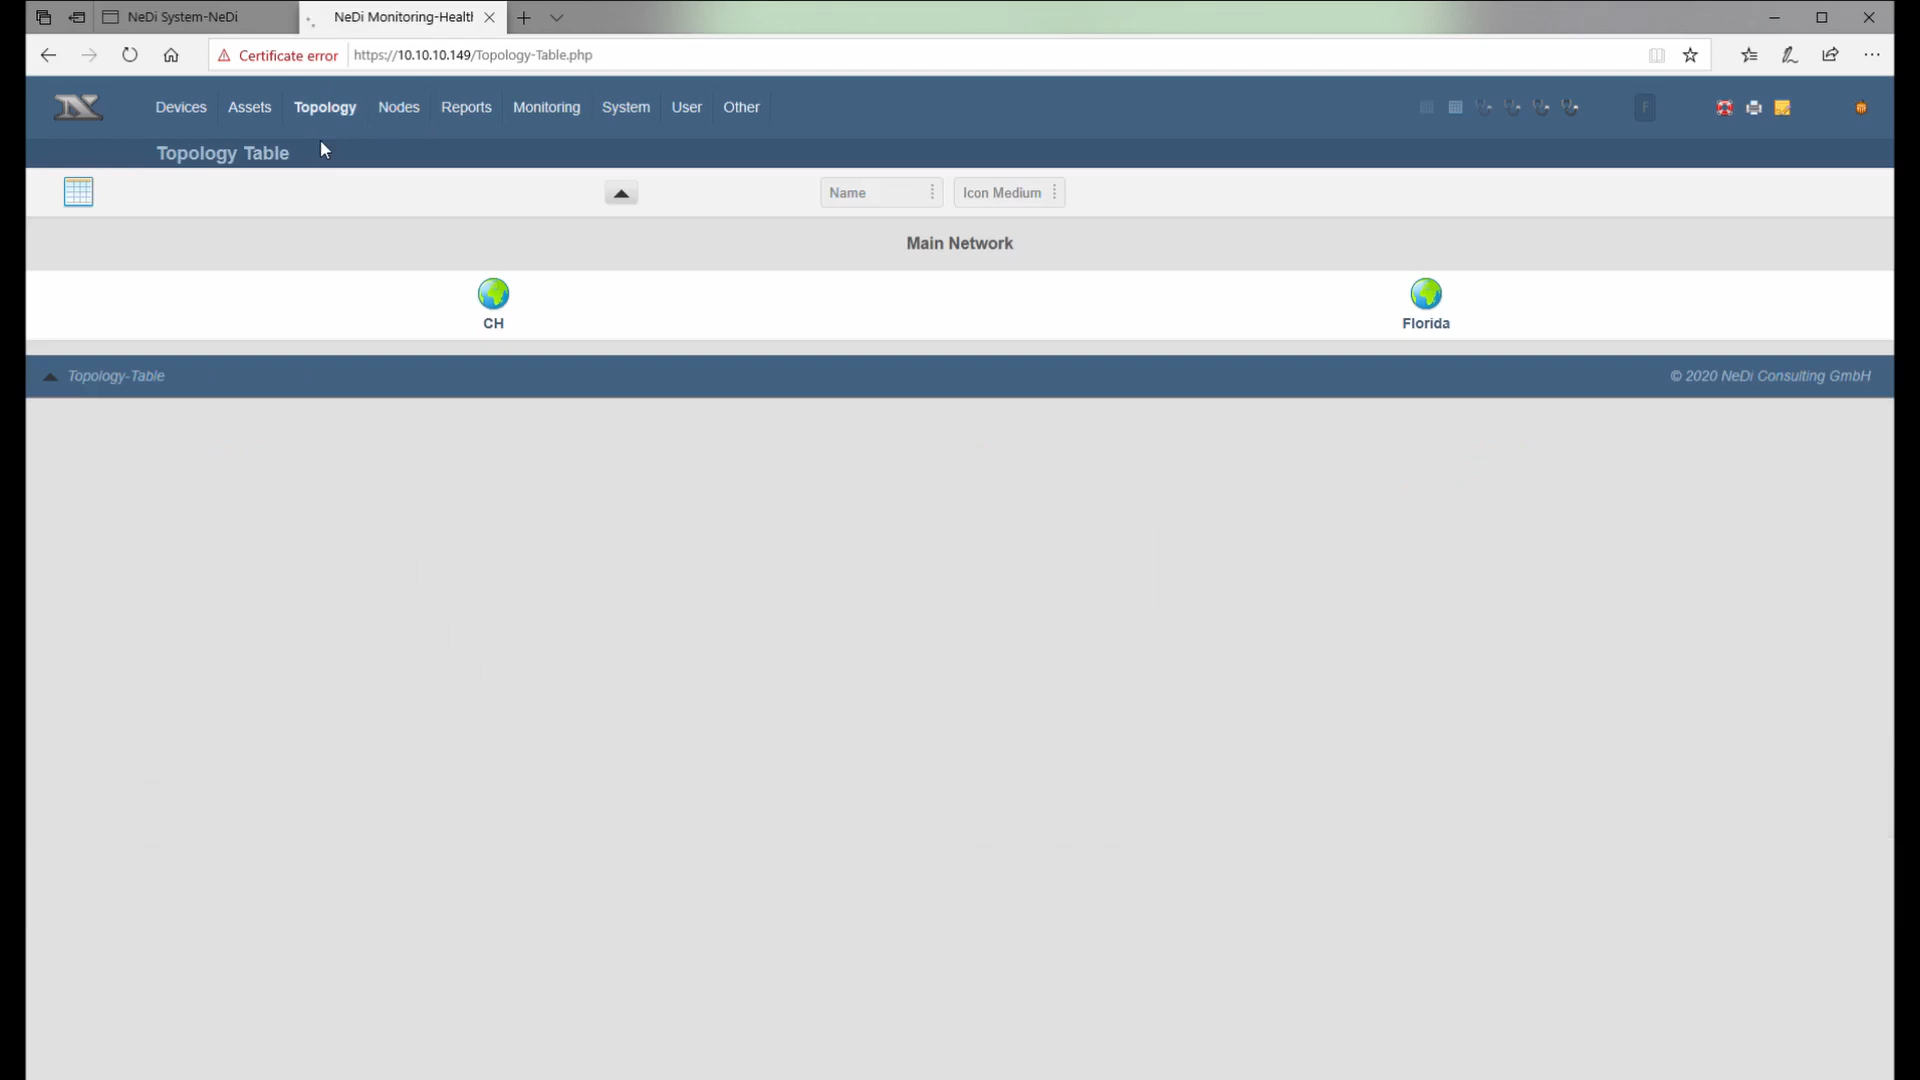 NeDi System-NeDi
NeDi Monitoring-Healtl
Certificate error
https://10.10.10.149/Topology-Table.php
Devices Assets Topology Nodes Reports Monitoring System User Other
F
Topology Table
Name Icon Medium
Main Network
CH
Florida
Topology-Table
© 2020 NeDi Consulting GmbH